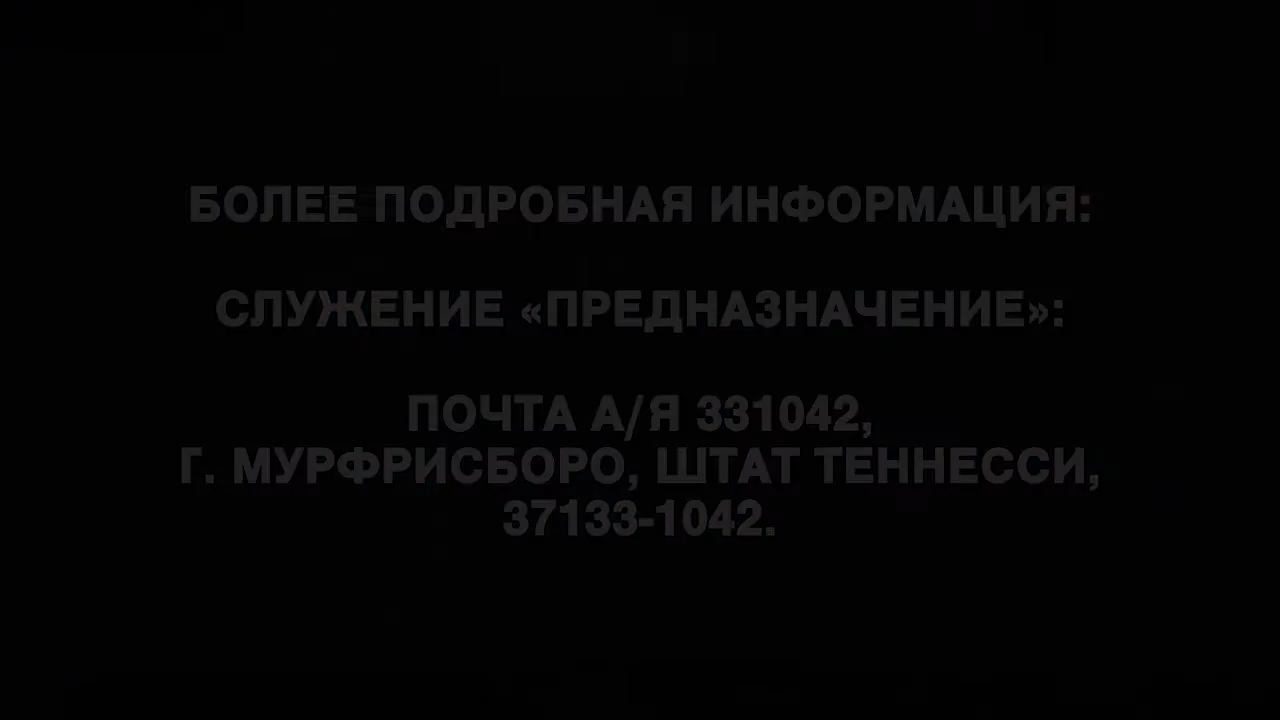 БОЛЕЕ ПОДРОБНАЯ ИНФОРМАЦИЯ:
СЛУЖЕНИЕ «ПРЕДНАЗНАЧЕНИЕ»:
ПОЧТА А/Я 331042,
Г. МУРФРИСБОРО, ШТАТ ТЕННЕССИ,
37133-1042.